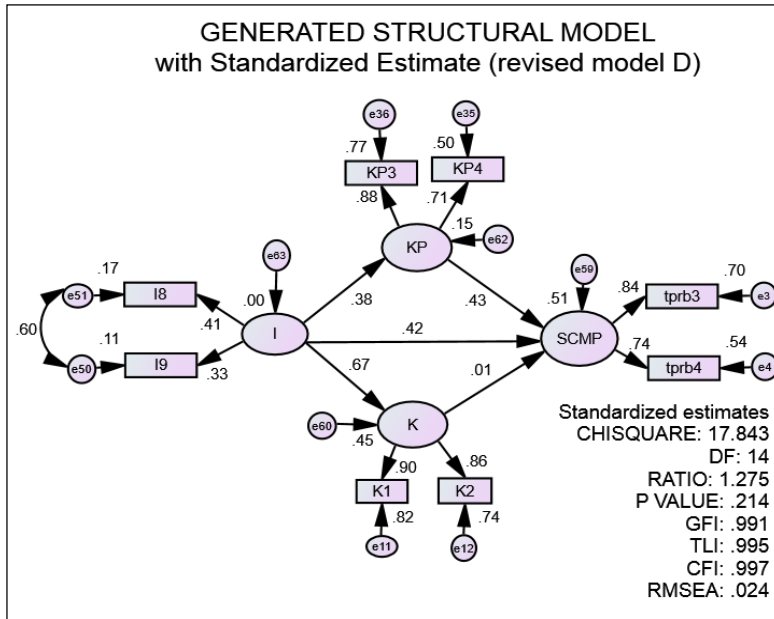 GENERATED STRUCTURAL MODEL
with Standardized Estimate (revised model D)
e36
e35
.77
.50
KP3
KP4
.88
.71
.15
e62
KP
e63
e59
.17
.00
.38
.43
.51
.84
.70
e51
I8
tprb3
e3
.41
I
.42
SCMP
.60
.11
.33
.67
.01
.74
.54
e50
I9
tprb4
e4
e60
K
.45
.90
.86
K1
K2
.82
.74
e11
e12
Standardized estimates
CHISQUARE: 17.843
DF: 14
RATIO: 1.275
P VALUE: .214
GFI: .991
TLI: .995
CFI: .997
RMSEA: .024